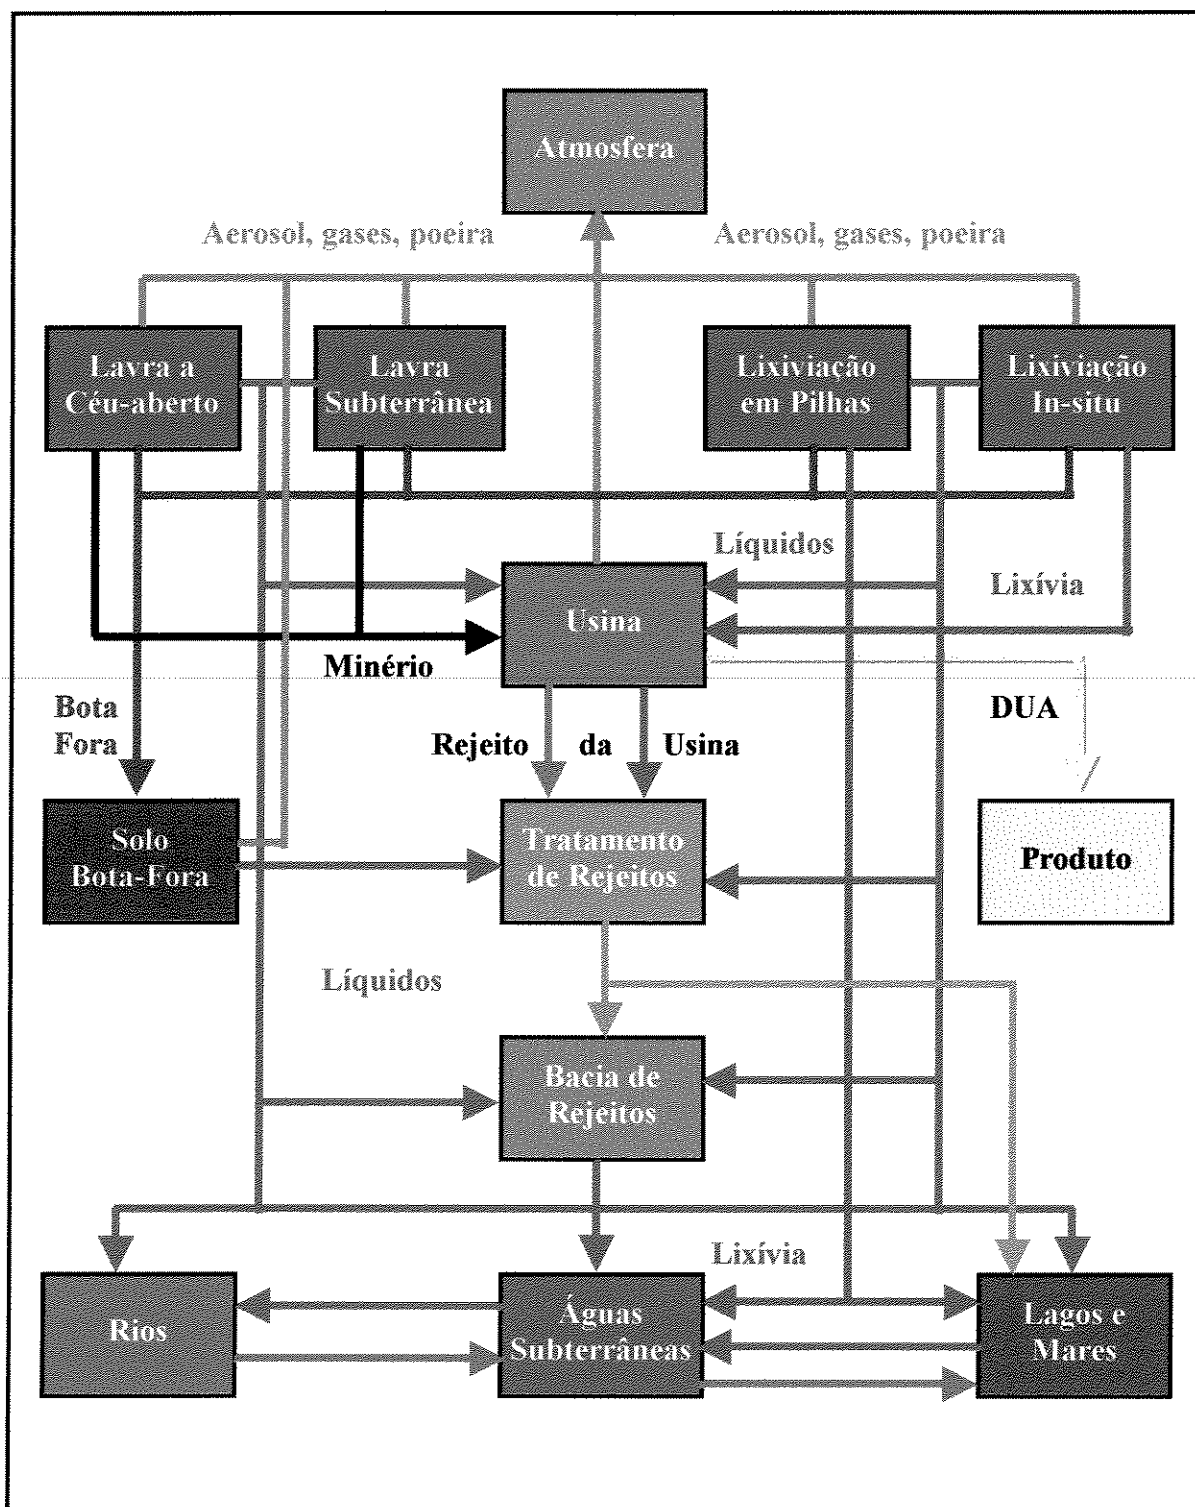 Atmosfera
Aerosol, gases, poeira
Aerosol, gases, poeira
Lavra a
Céu-aberto
Lavra
Subterrânea
Lixiviação
em Pilhas
Lixiviação
In-situ
Líquidos
Lixívia
Usina
Minério
Bota
Fora
DUA
Rejeito da Usina
Solo
Bota-Fora
Tratamento
de Rejeitos
Produto
Líquidos
Bacia de
Rejeitos
Lixívia
Rios
Águas
Subterrâneas
Lagos e
Mares